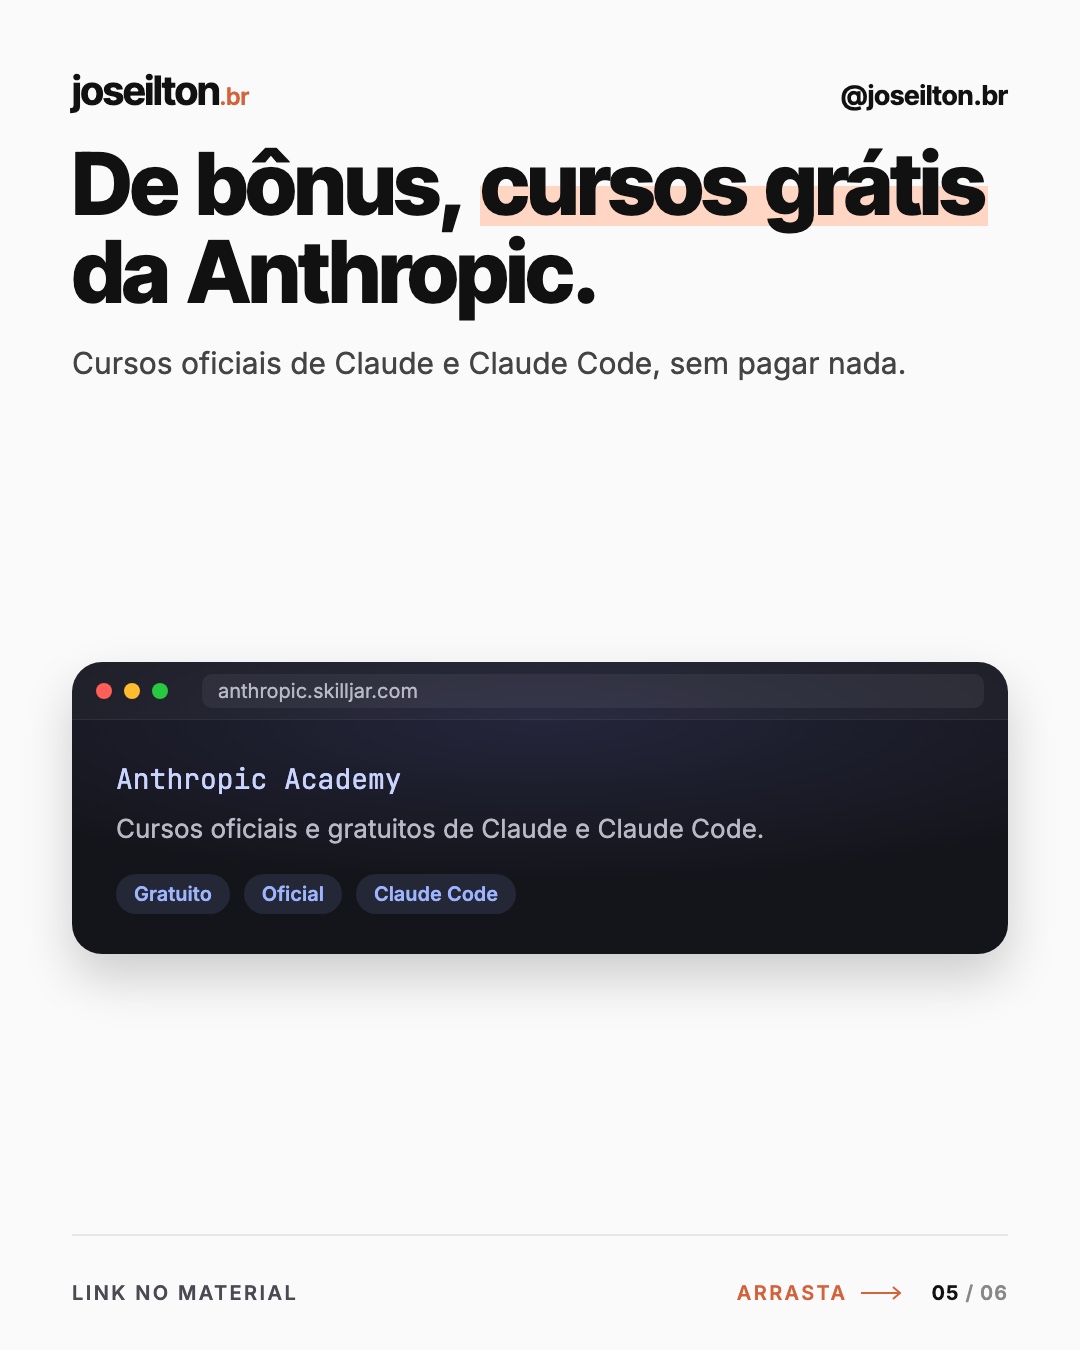 joseilton.br
@joseilton.br
De bônus, cursos grátis
da Anthropic.
Cursos oficiais de Claude e Claude Code, sem pagar nada.
anthropic.skilljar.com
Anthropic Academy
Cursos oficiais e gratuitos de Claude e Claude Code.
Gratuito Oficial Claude Code
LINK NO MATERIAL
ARRASTA → 05 / 06